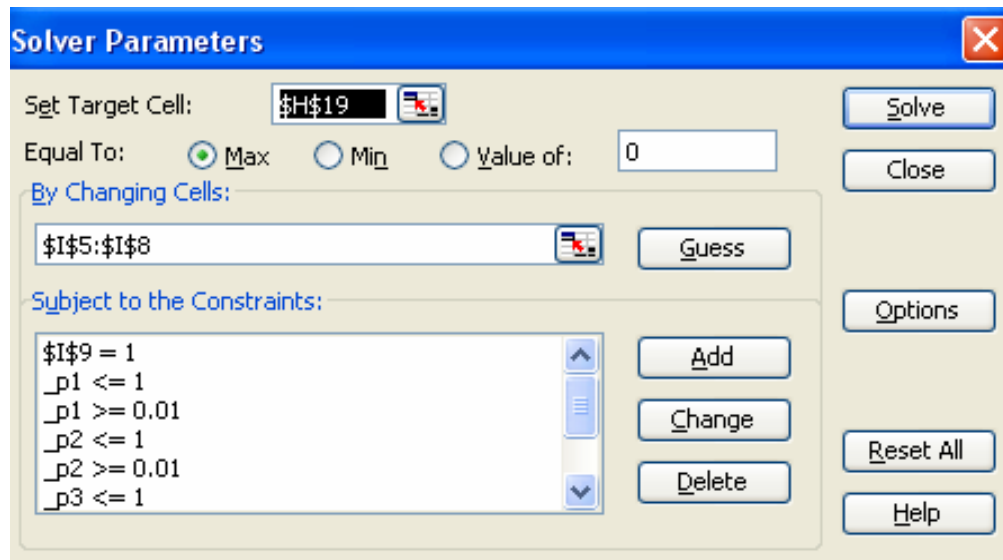 Solver Parameters
Set Target Cell: $H$19
Solve
Equal To: Max Min Value of: 0
Close
By Changing Cells:
$I$5:$I$8
Guess
Subject to the Constraints:
Options
$I$9 = 1
Add
_p1 <= 1
_p1 >= 0.01
Change
_p2 <= 1
Reset All
_p2 >= 0.01
Delete
_p3 <= 1
Help